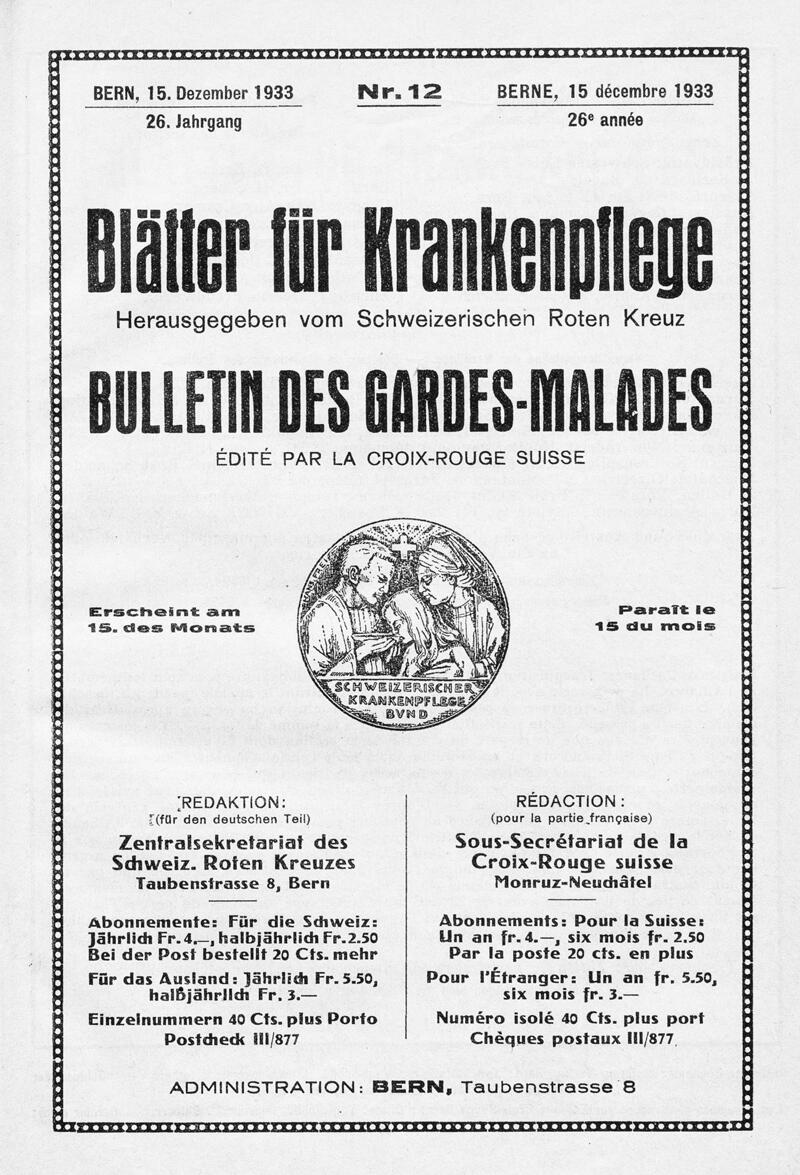 BERN, 15. Dezember 1933
26. Jahrgang
Nr. 12
BERNE, 15 décembre 1933
26e année
Blätter für Krankenpflege
Herausgegeben vom Schweizerischen Roten Kreuz
BULLETIN DES GARDES-MALADES
ÉDITÉ PAR LA CROIX-ROUGE SUISSE
Erscheint am
15. des Monats
SCHWEIZERISCHER
KRANKENPFLEGE
BVND
Paraît le
15 du mois
REDAKTION:
(für den deutschen Teil)
Zentralsekretariat des
Schweiz. Roten Kreuzes
Taubenstrasse 8, Bern
Abonnemente: Für die Schweiz:
Jährlich Fr. 4.—, halbjährlich Fr. 2.50
Bei der Post bestellt 20 Cts. mehr
Für das Ausland: Jährlich Fr. 5.50,
halbjährlich Fr. 3.—
Einzelnummern 40 Cts. plus Porto
Postcheck III/877
RÉDACTION:
(pour la partie française)
Sous-Secrétariat de la
Croix-Rouge suisse
Monruz-Neuchâtel
Abonnements: Pour la Suisse:
Un an fr. 4.—, six mois fr. 2.50
Par la poste 20 cts. en plus
Pour l'Étranger: Un an fr. 5.50,
six mois fr. 3.—
Numéro isolé 40 Cts. plus port
Chèques postaux III/877
ADMINISTRATION: BERN, Taubenstrasse 8